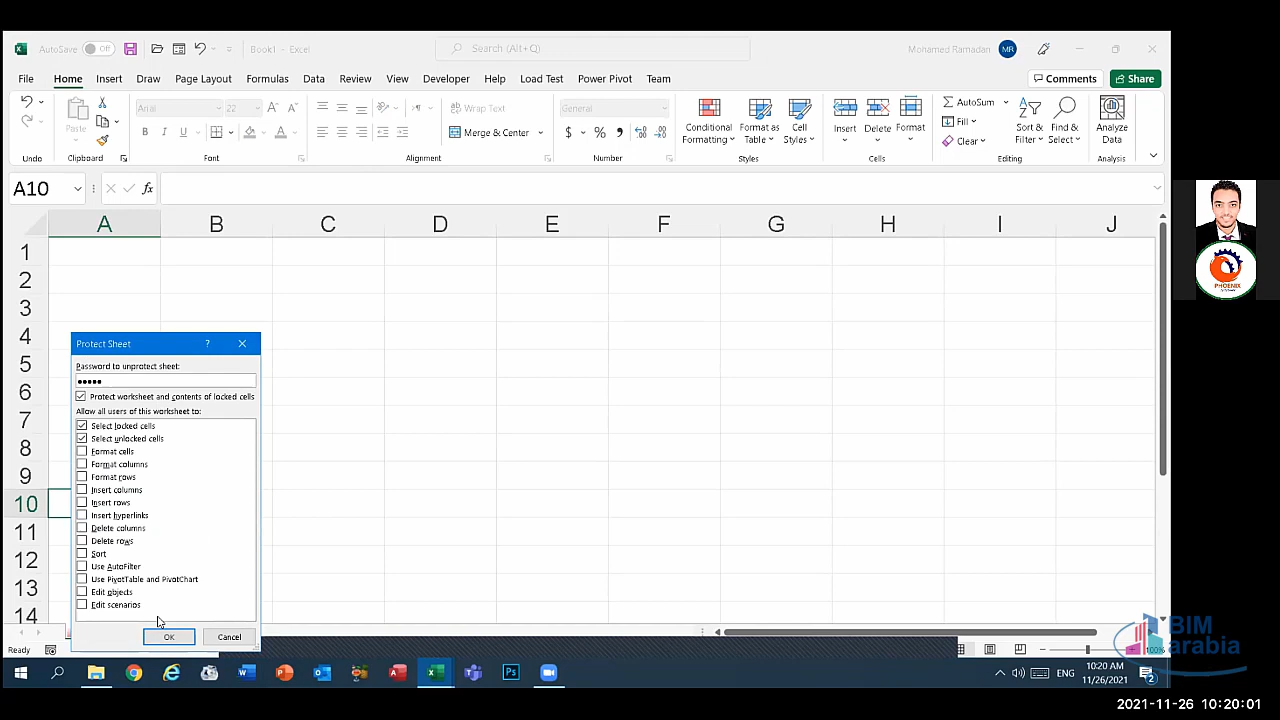 AutoSave Off Book1 - Excel Search (Alt+Q) Mohamed Ramadan MR
File Home Insert Draw Page Layout Formulas Data Review View Developer Help Load Test Power Pivot Team Comments Share
Arial 22 Wrap Text General AutoSum
Paste B I U Merge & Center $ % Conditional Formatting Format as Table Cell Styles Insert Delete Format Fill Clear Sort & Filter Find & Select Analyze Data
Undo Clipboard Font Alignment Number Styles Cells Editing Analysis
A10 fx
A B C D E F G H I J
1
2
3
4
5
6
7
8
9
10
11
12
13
14
Protect Sheet ?
Password to unprotect sheet:
•••••
Protect worksheet and contents of locked cells
Allow all users of this worksheet to:
Select locked cells
Select unlocked cells
Format cells
Format columns
Format rows
Insert columns
Insert rows
Insert hyperlinks
Delete columns
Delete rows
Sort
Use AutoFilter
Use PivotTable and PivotChart
Edit objects
Edit scenarios
OK Cancel
Ready 100%
10:20 AM
ENG
11/26/2021
2
PHOENIX
BIM
arabia
2021-11-26 10:20:01